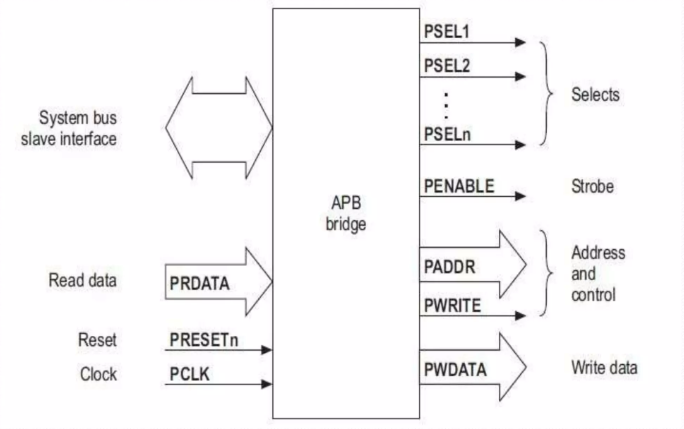 System bus
slave interface
Read data
PRDATA
Reset
PRESETn
Clock
PCLK
APB
bridge
PSEL1
PSEL2
PSELn
Selects
PENABLE
Strobe
PADDR
PWRITE
Address
and
control
PWDATA
Write data